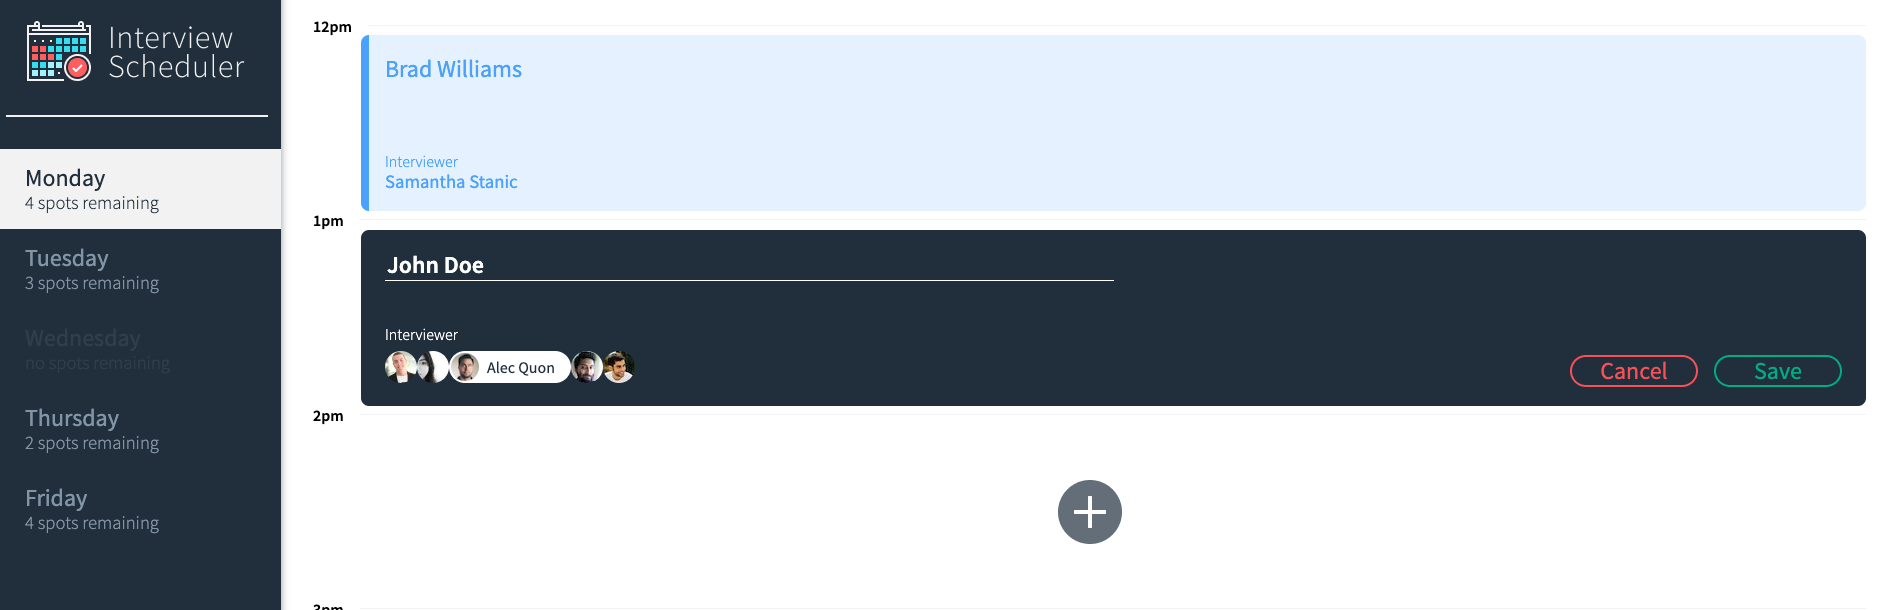 Interview
Scheduler
Monday
4 spots remaining
Tuesday
3 spots remaining
Wednesday
no spots remaining
Thursday
2 spots remaining
Friday
4 spots remaining
12pm
Brad Williams
Interviewer
Samantha Stanic
1pm
John Doe
Interviewer
Alec Quon
Cancel Save
2pm
3pm